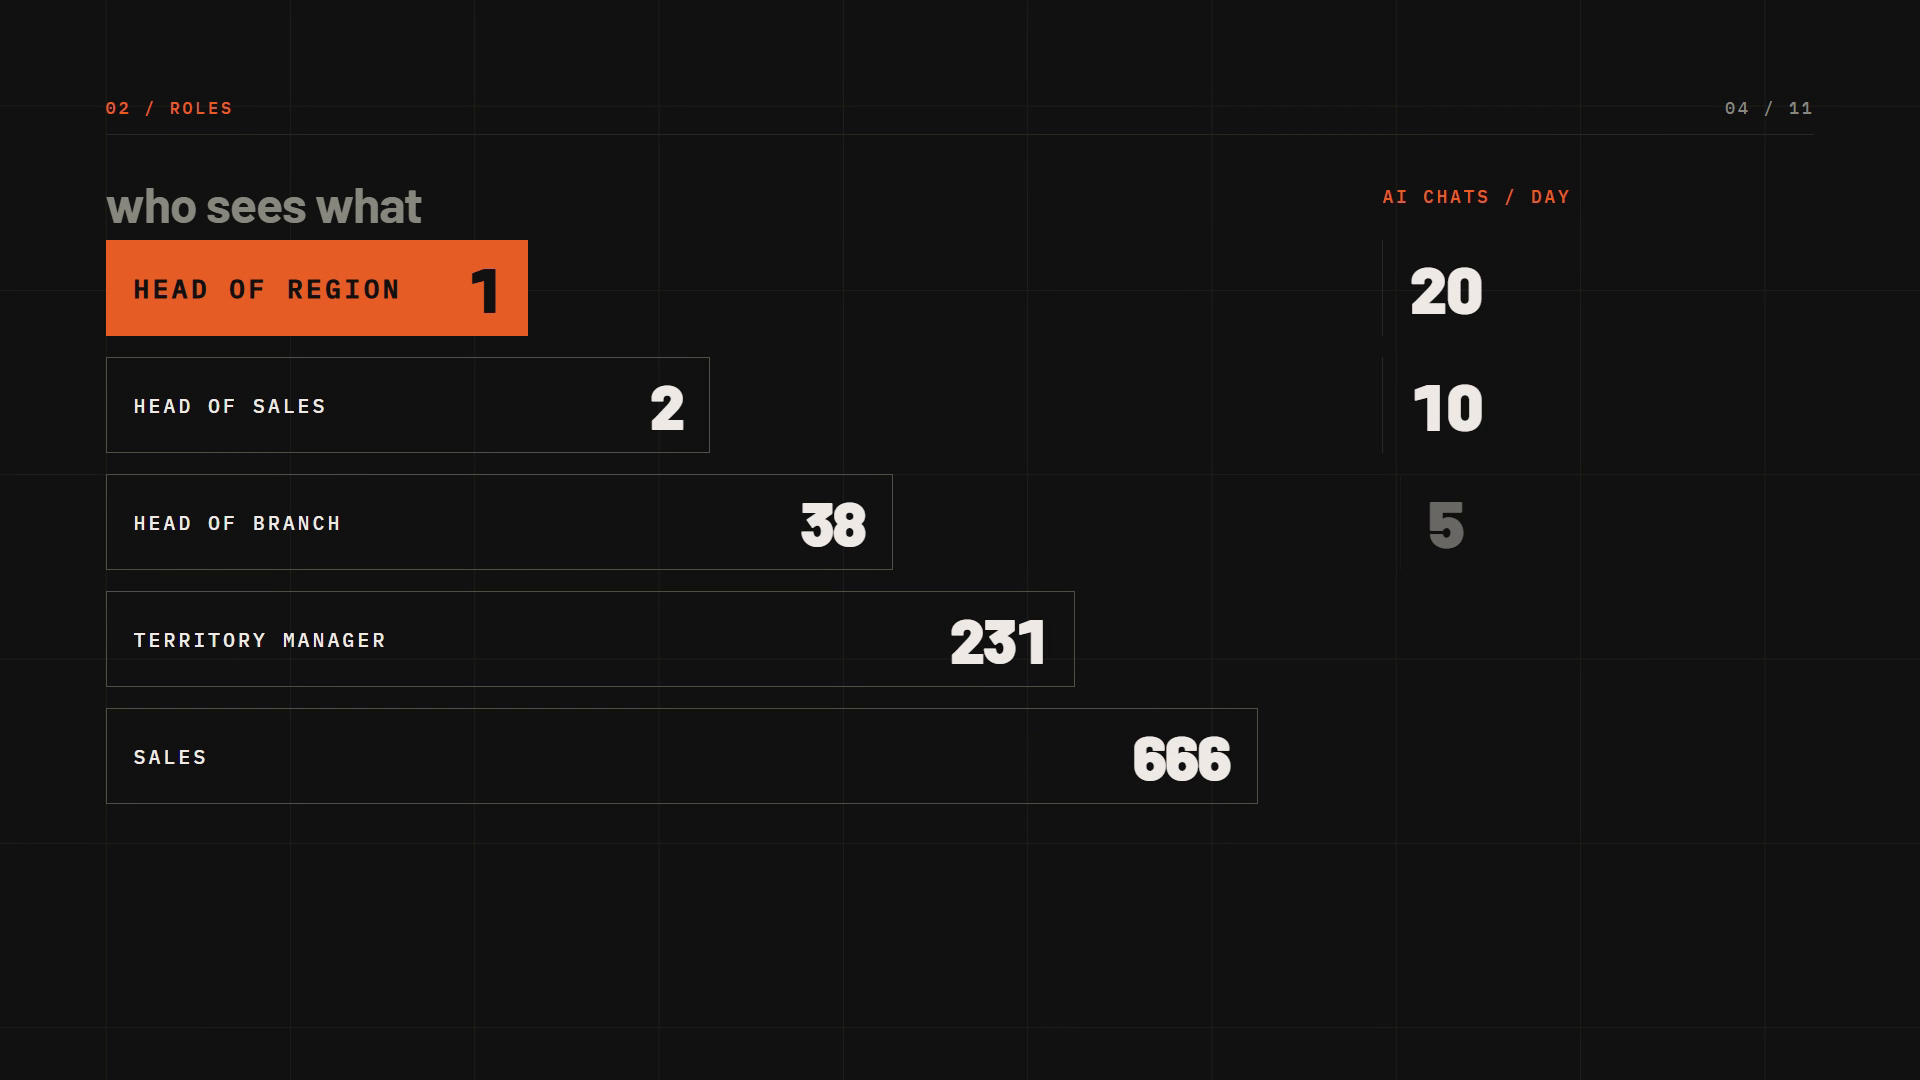 02 / ROLES
04 / 11
who sees what
AI CHATS / DAY
HEAD OF REGION 1
20
HEAD OF SALES 2
10
HEAD OF BRANCH 38
5
TERRITORY MANAGER 231
SALES 666